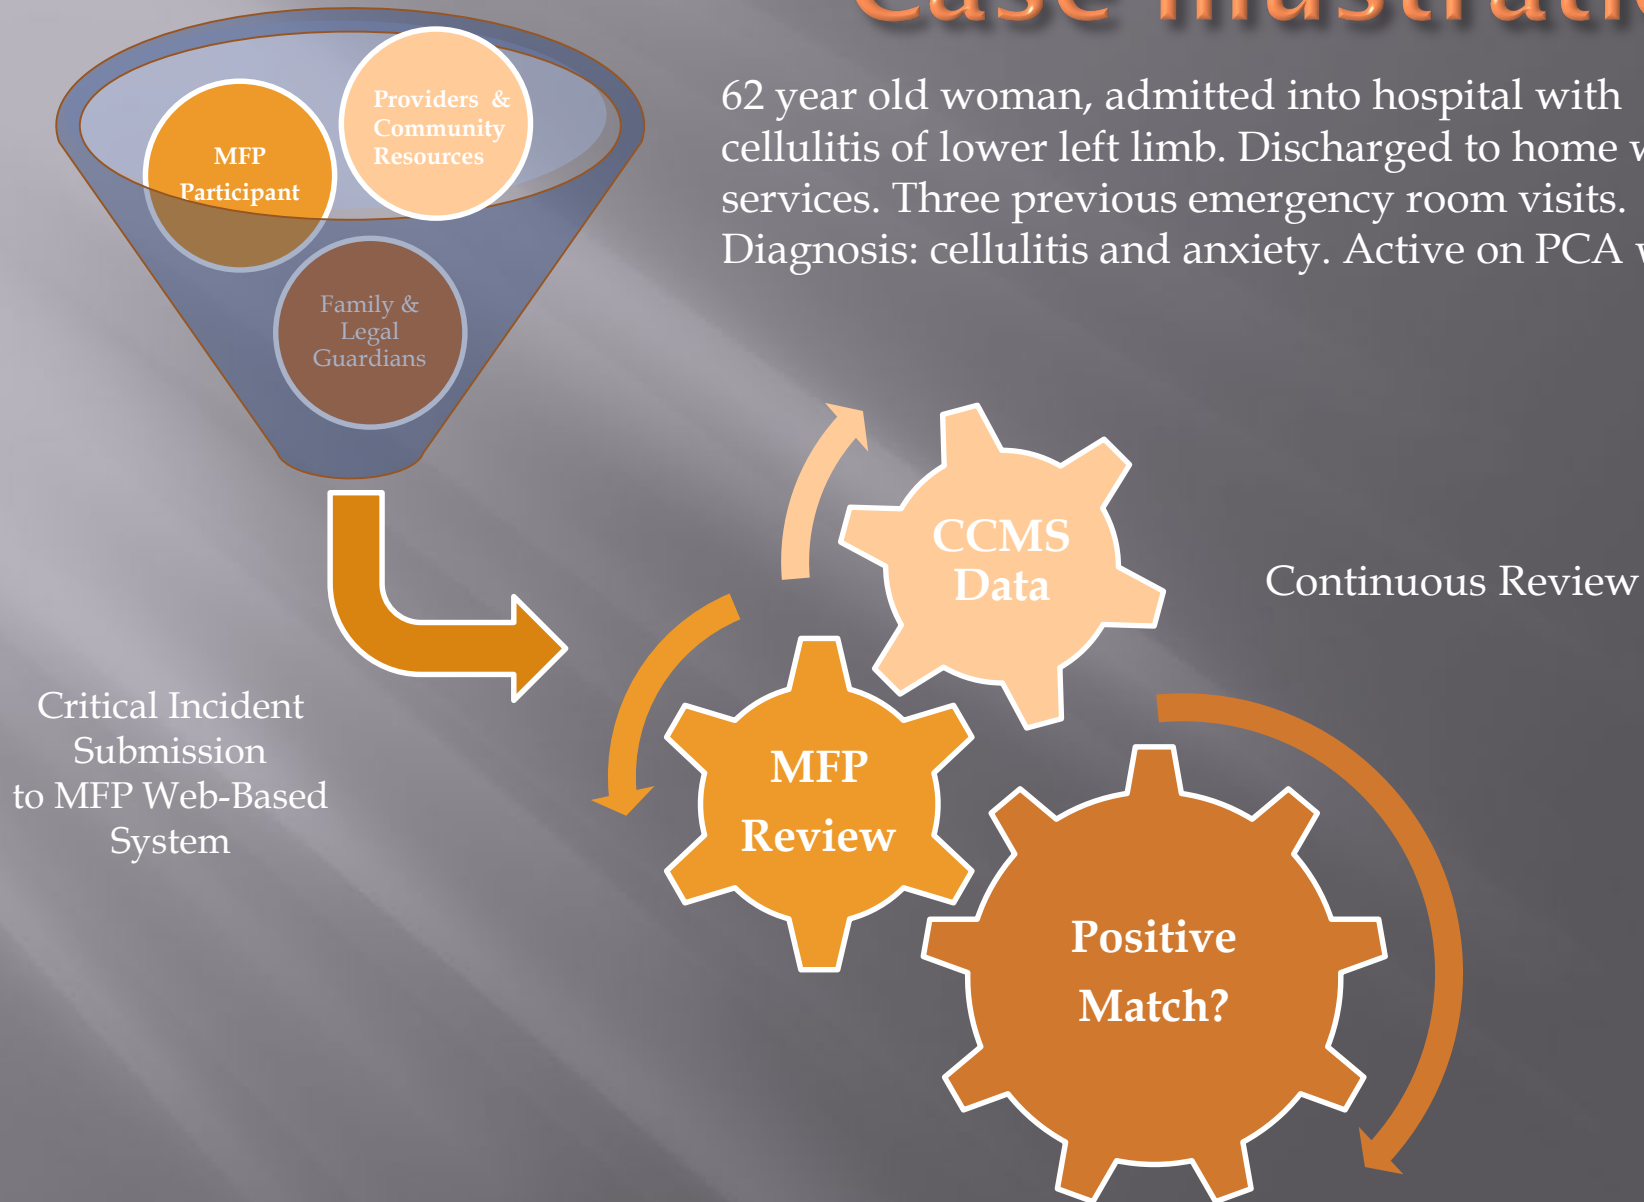 Case
62 year old woman, admitted into hospital with
cellulitis of lower left limb. Discharged to home
services. Three previous emergency room visits.
Diagnosis: cellulitis and anxiety. Active on PCA
Providers &
Community
Resources
MFP
Participant
Family &
Legal
Guardians
CCMS
Data
Continuous Review
Critical Incident
Submission
to MFP Web-Based
System
MFP
Review
Positive
Match?